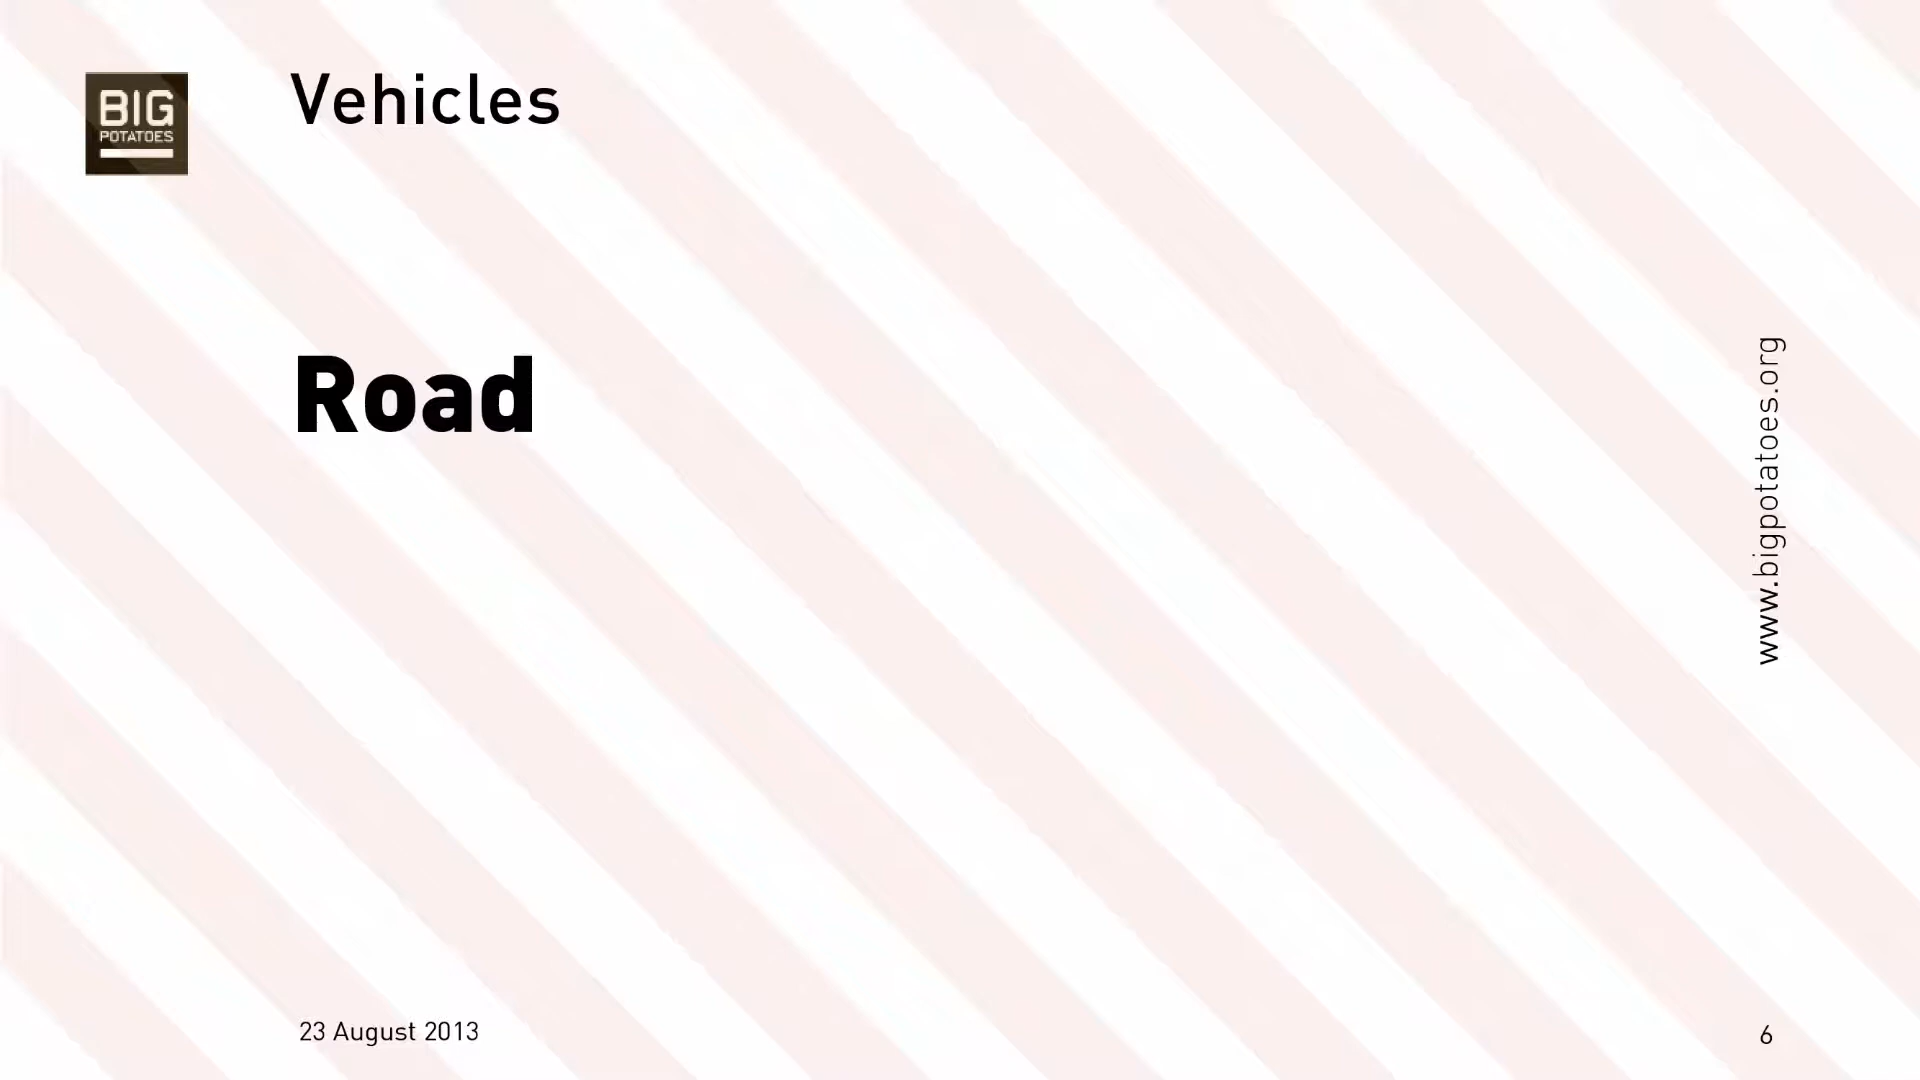 BIG
POTATOES
Vehicles
Road
www.bigpotatoes.org
23 August 2013
6